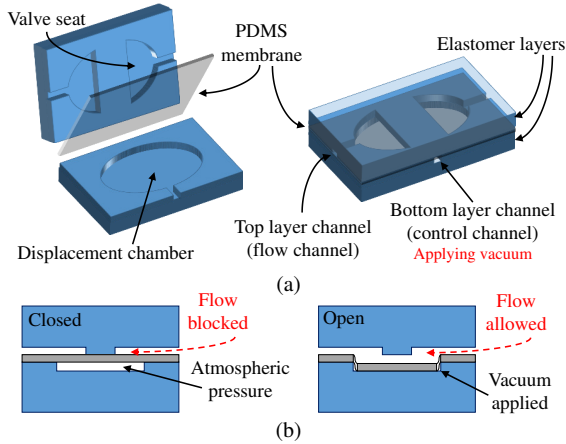 Valve seat
PDMS
membrane
Elastomer layers
Displacement chamber
Top layer channel
(flow channel)
Bottom layer channel
(control channel)
Applying vacuum
(a)
Closed
Flow
blocked
Atmospheric
pressure
Open
Flow
allowed
Vacuum
applied
(b)